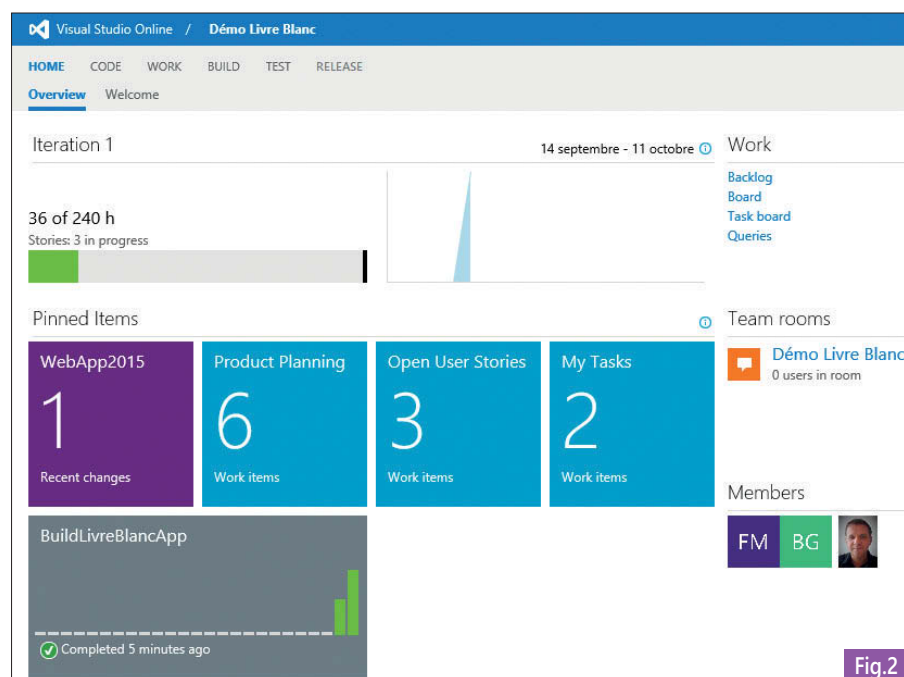 Visual Studio Online / Démo Livre Blanc
HOME CODE WORK BUILD TEST RELEASE
Overview Welcome
Iteration 1
14 septembre - 11 octobre
36 of 240 h
Stories: 3 in progress
Work
Backlog
Board
Task board
Queries
Pinned Items
WebApp2015
1
Recent changes
Product Planning
6
Work items
Open User Stories
3
Work items
My Tasks
2
Work items
Team rooms
Démo Livre Blanc
0 users in room
Members
FM BG
BuildLivreBlancApp
Completed 5 minutes ago
Fig.2